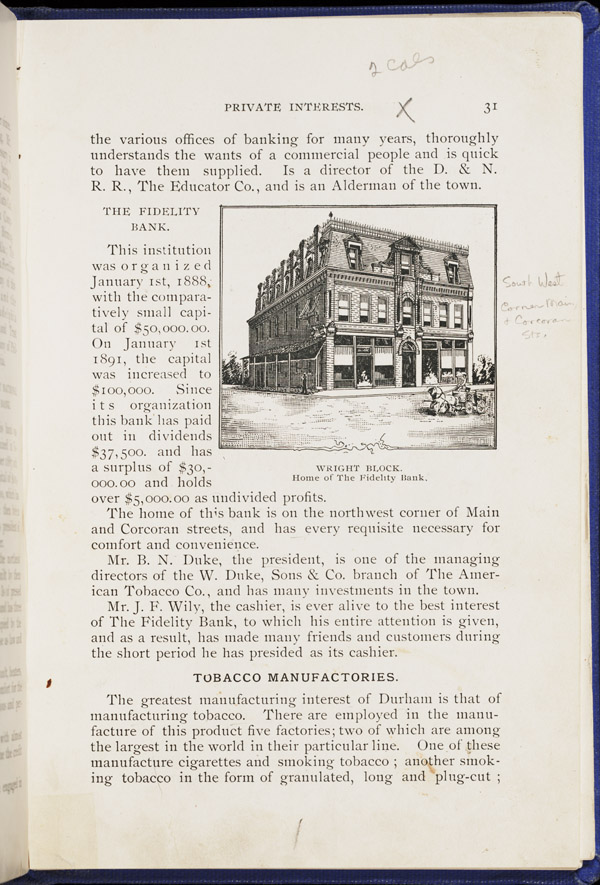 2 cols
PRIVATE INTERESTS. X 31
the various offices of banking for many years, thoroughly
understands the wants of a commercial people and is quick
to have them supplied. Is a director of the D. & N.
R. R., The Educator Co., and is an Alderman of the town.
THE FIDELITY
BANK.
This institution
was organized
January 1st, 1888,
with the compara-
tively small capi-
tal of $50,000.00.
On January 1st
1891, the capital
was increased to
$100,000. Since
its organization
this bank has paid
out in dividends
$37,500. and has
a surplus of $30,-
000.00 and holds
over $5,000.00 as undivided profits.
WRIGHT BLOCK.
Home of The Fidelity Bank.
South West
Corner Main
& Corcoran
Sts.
The home of this bank is on the northwest corner of Main
and Corcoran streets, and has every requisite necessary for
comfort and convenience.
Mr. B. N. Duke, the president, is one of the managing
directors of the W. Duke, Sons & Co. branch of The Amer-
ican Tobacco Co., and has many investments in the town.
Mr. J. F. Wily, the cashier, is ever alive to the best interest
of The Fidelity Bank, to which his entire attention is given,
and as a result, has made many friends and customers during
the short period he has presided as its cashier.
TOBACCO MANUFACTORIES.
The greatest manufacturing interest of Durham is that of
manufacturing tobacco. There are employed in the manu-
facture of this product five factories; two of which are among
the largest in the world in their particular line. One of these
manufacture cigarettes and smoking tobacco ; another smok-
ing tobacco in the form of granulated, long and plug-cut ;